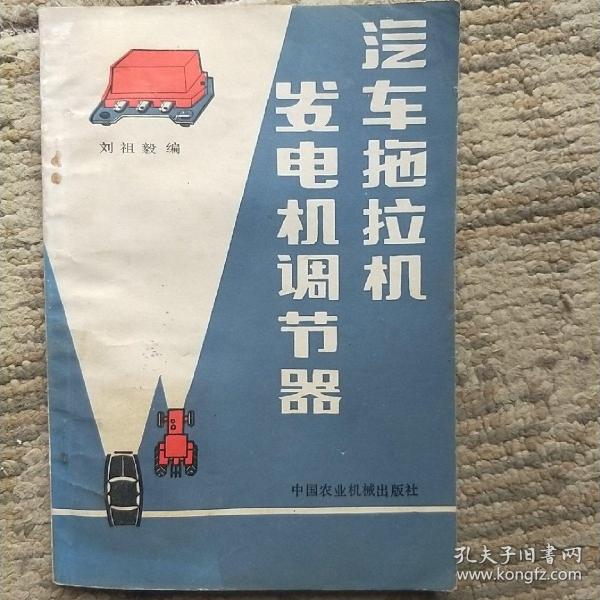 汽车拖拉机
发电机调节器
刘祖毅 编
中国农业机械出版社
孔夫子旧书网
www.kongfz.com